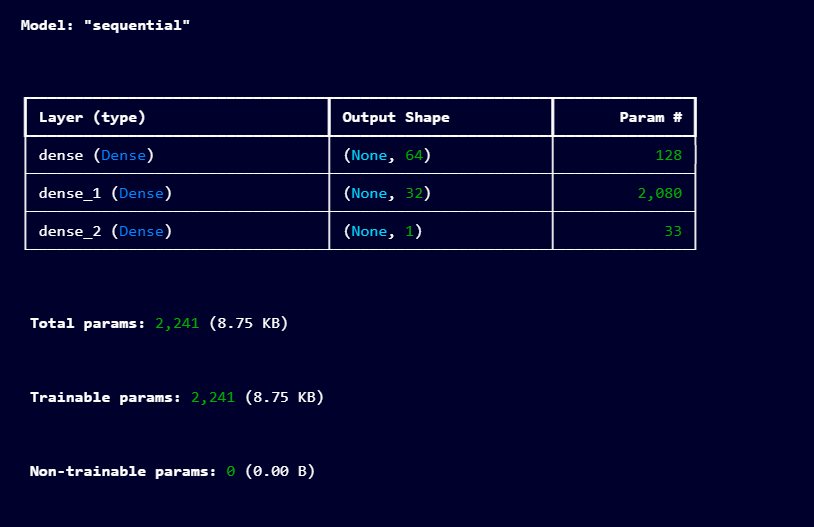 Model: "sequential"
Layer (type) Output Shape Param #
dense (Dense) (None, 64) 128
dense_1 (Dense) (None, 32) 2,080
dense_2 (Dense) (None, 1) 33
Total params: 2,241 (8.75 KB)
Trainable params: 2,241 (8.75 KB)
Non-trainable params: 0 (0.00 B)